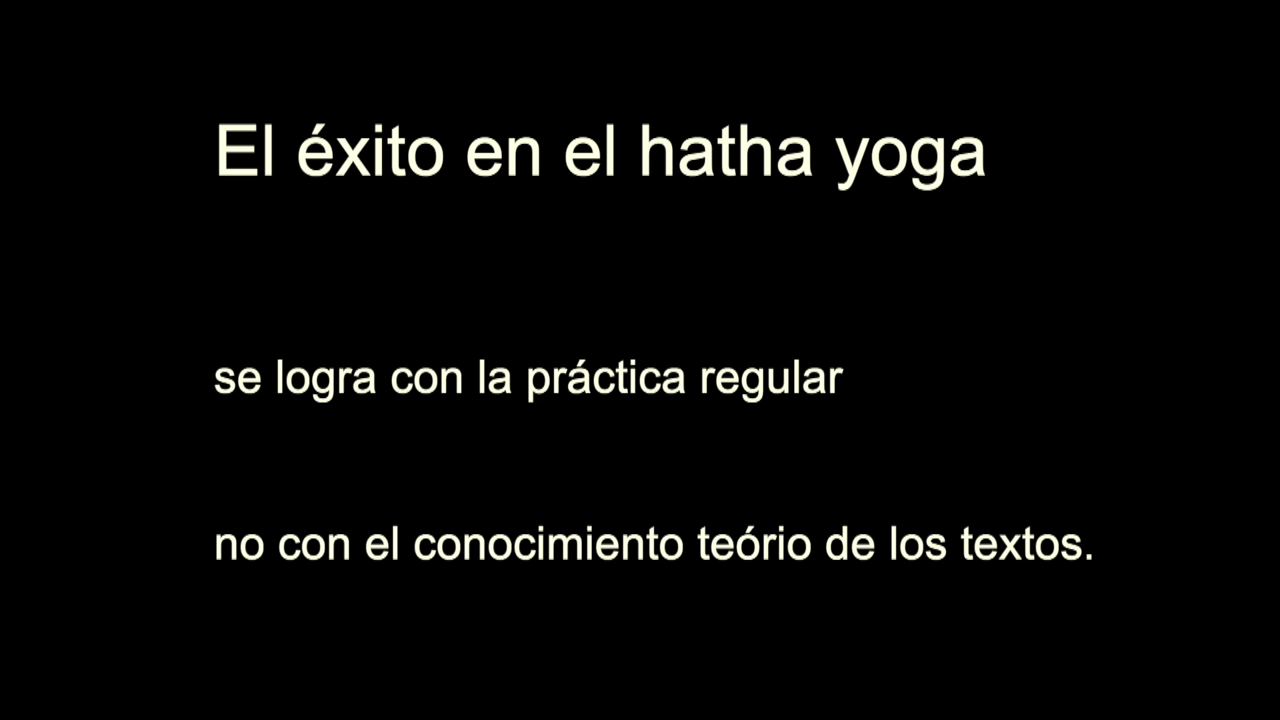 El éxito en el hatha yoga
se logra con la práctica regular
no con el conocimiento teório de los textos.